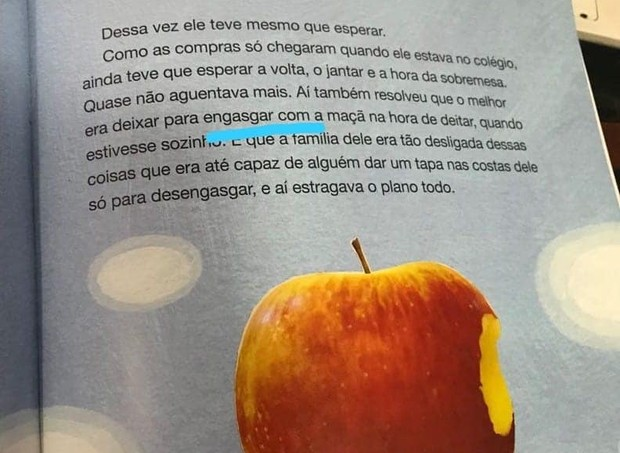 Dessa vez ele teve mesmo que esperar.
Como as compras só chegaram quando ele estava no colégio,
ainda teve que esperar a volta, o jantar e a hora da sobremesa.
Quase não aguentava mais. Aí também resolveu que o melhor
era deixar para engasgar com a maçã na hora de deitar, quando
estivesse sozinho. E que a família dele era tão desligada dessas
coisas que era até capaz de alguém dar um tapa nas costas dele
só para desengasgar, e aí estragava o plano todo.